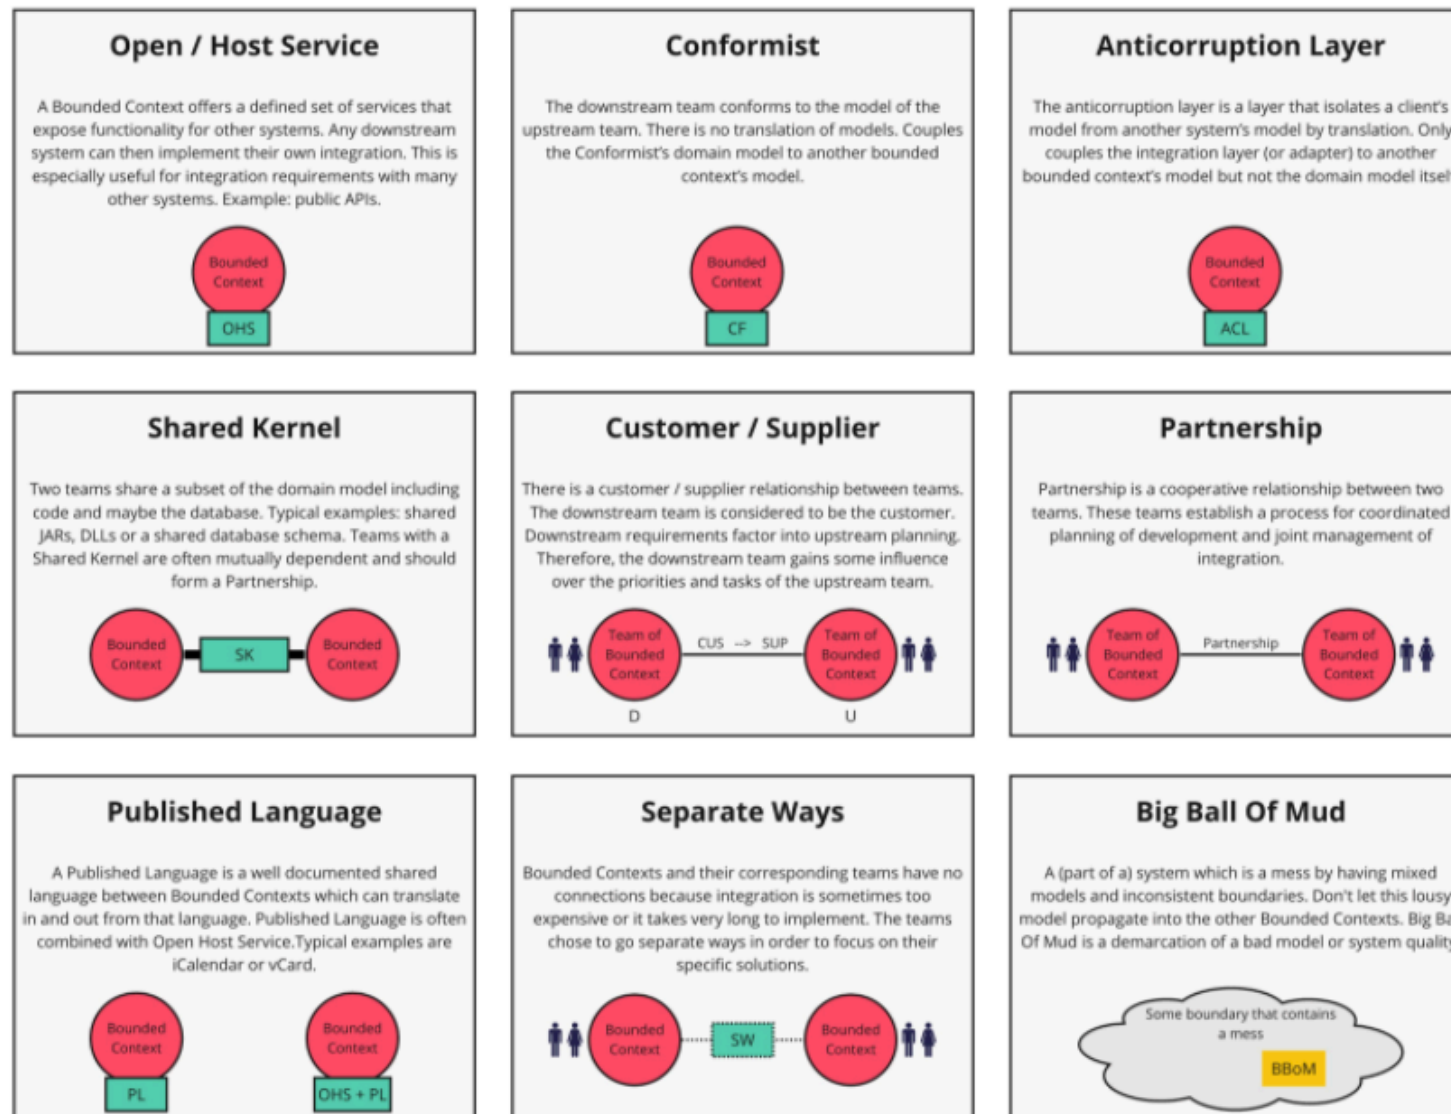 Open / Host Service
A Bounded Context offers a defined set of services that
expose functionality for other systems. Any downstream
system can then implement their own integration. This is
especially useful for integration requirements with many
other systems. Example: public APIs.
Bounded
Context
OHS
Conformist
The downstream team conforms to the model of the
upstream team. There is no translation of models. Couples
the Conformist's domain model to another bounded
context's model.
Bounded
Context
CF
Anticorruption Layer
The anticorruption layer is a layer that isolates a client's
model from another system's model by translation. Only
couples the integration layer (or adapter) to another
bounded context's model but not the domain model
Bounded
Context
ACL
Shared Kernel
Two teams share a subset of the domain model including
code and maybe the database. Typical examples: shared
JARs, DLLs or a shared database schema. Teams with a
Shared Kernel are often mutually dependent and should
form a Partnership.
Bounded
Context
SK
Bounded
Context
Customer / Supplier
There is a customer / supplier relationship between teams.
The downstream team is considered to be the customer.
Downstream requirements factor into upstream planning.
Therefore, the downstream team gains some influence
over the priorities and tasks of the upstream team.
Team of
Bounded
Context
CUS --> SUP
Team of
Bounded
Context
D
U
Partnership
Partnership is a cooperative relationship between two
teams. These teams establish a process for coordinated
planning of development and joint management of
integration.
Team of
Bounded
Context
Partnership
Team of
Bounded
Context
Published Language
A Published Language is a well documented shared
language between Bounded Contexts which can translate
in and out from that language. Published Language is often
combined with Open Host Service.Typical examples are
iCalendar or vCard.
Bounded
Context
PL
Bounded
Context
OHS + PL
Separate Ways
Bounded Contexts and their corresponding teams have no
connections because integration is sometimes too
expensive or it takes very long to implement. The teams
chose to go separate ways in order to focus on their
specific solutions.
Bounded
Context
SW
Bounded
Context
Big Ball Of Mud
A (part of a) system which is a mess by having mixed
models and inconsistent boundaries. Don't let this lousy
model propagate into the other Bounded Contexts. Big
Of Mud is a demarcation of a bad model or system quality
Some boundary that contains
a mess
BBoM